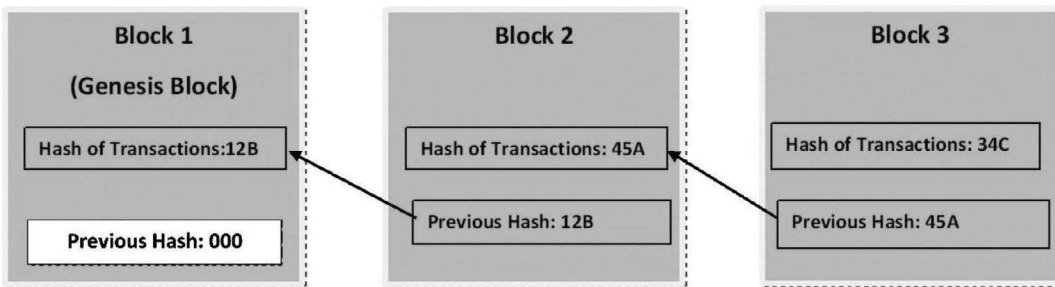 Block 1
(Genesis Block)
Hash of Transactions:12B
Previous Hash: 000
Block 2
Hash of Transactions: 45A
Previous Hash: 12B
Block 3
Hash of Transactions: 34C
Previous Hash: 45A